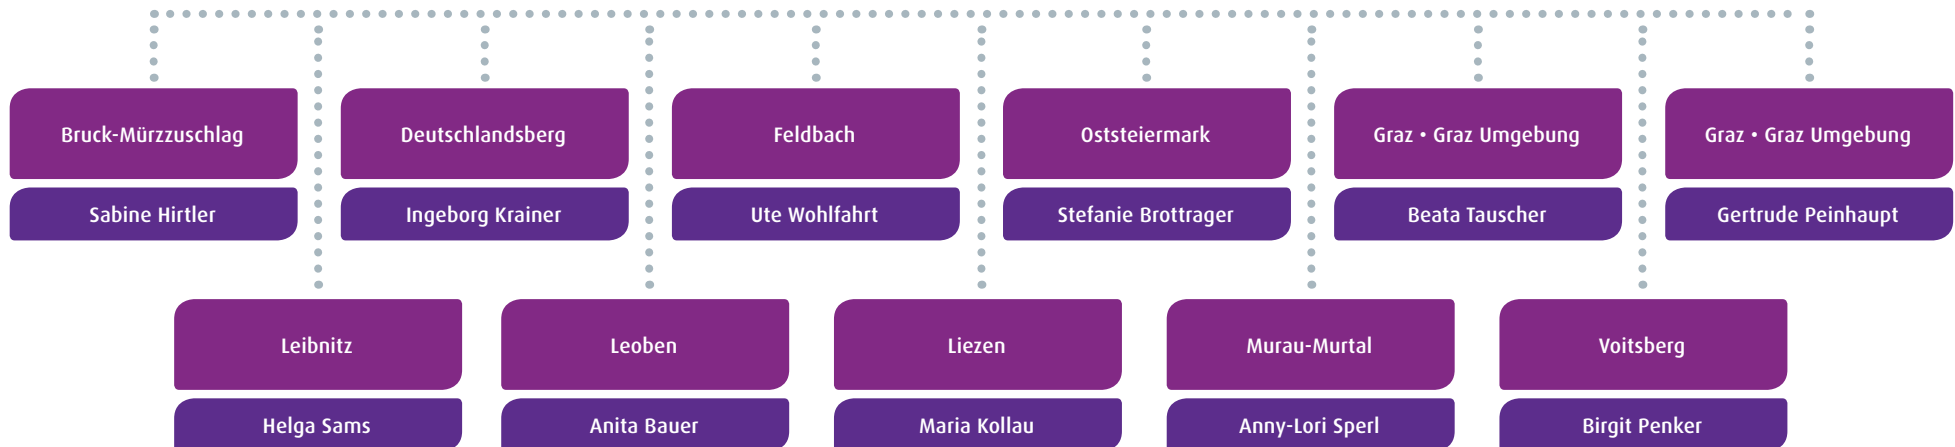 Bruck-Mürzzuschlag
Sabine Hirtler
Deutschlandsberg
Ingeborg Krainer
Feldbach
Ute Wohlfahrt
Oststeiermark
Stefanie Brottrager
Graz • Graz Umgebung
Beata Tauscher
Graz • Graz Umgebung
Gertrude Peinhaupt
Leibnitz
Helga Sams
Leoben
Anita Bauer
Liezen
Maria Kollau
Murau-Murtal
Anny-Lori Sperl
Voitsberg
Birgit Penker